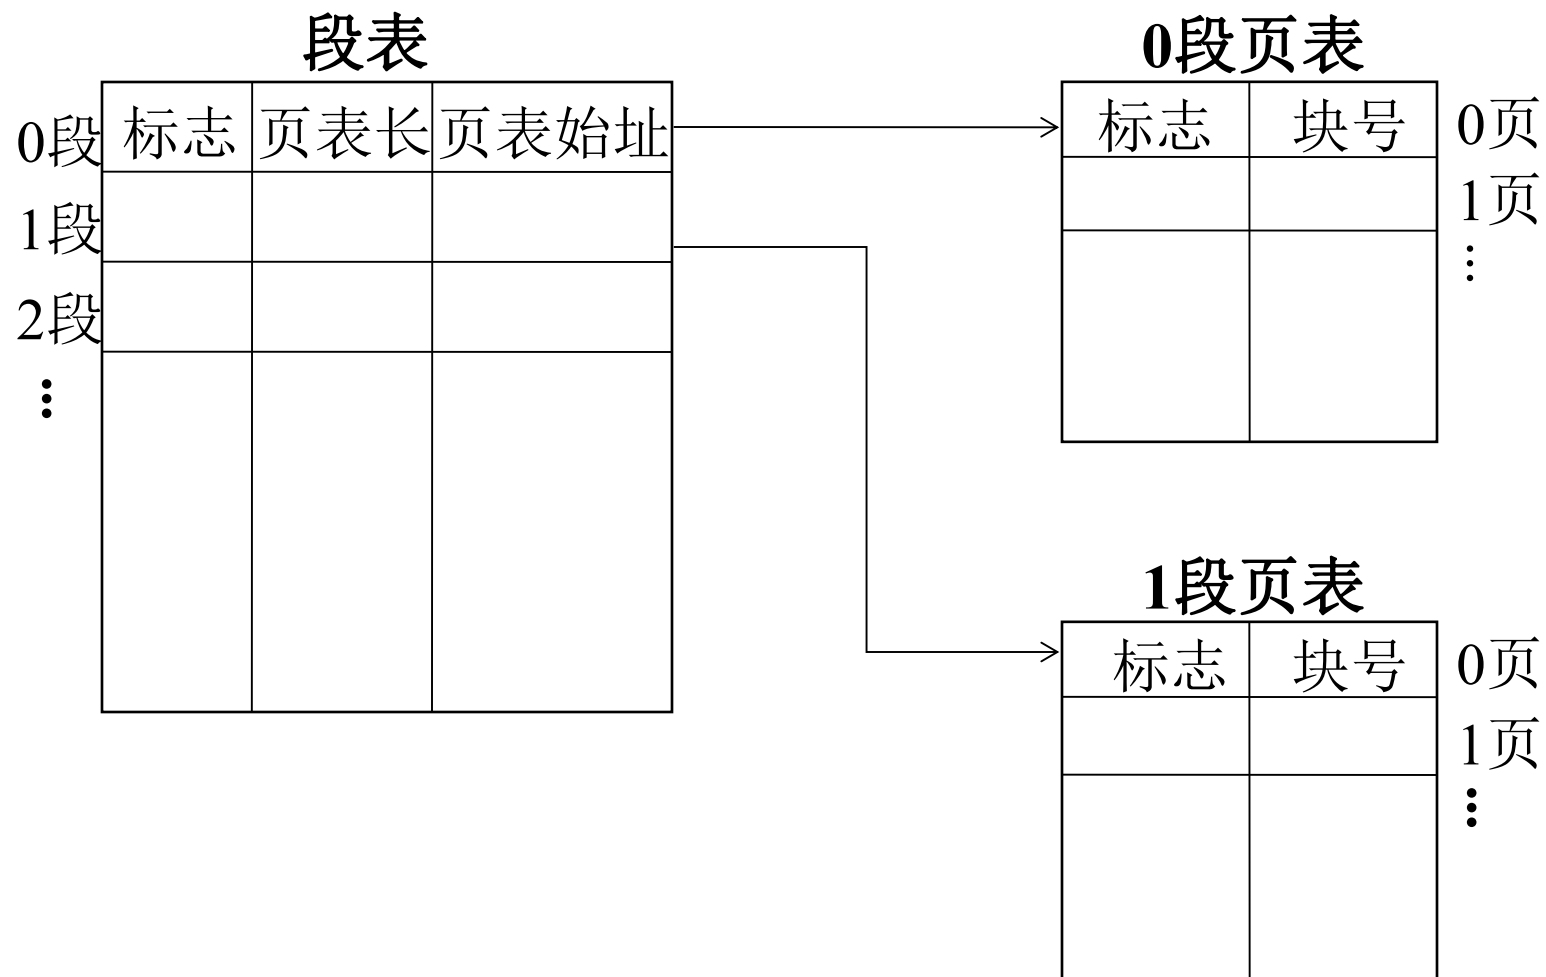 段表
0段 标志 页表长 页表始址
1段
2段
⋮
0段页表
标志 块号 0页
1页
⋮
1段页表
标志 块号 0页
1页
⋮